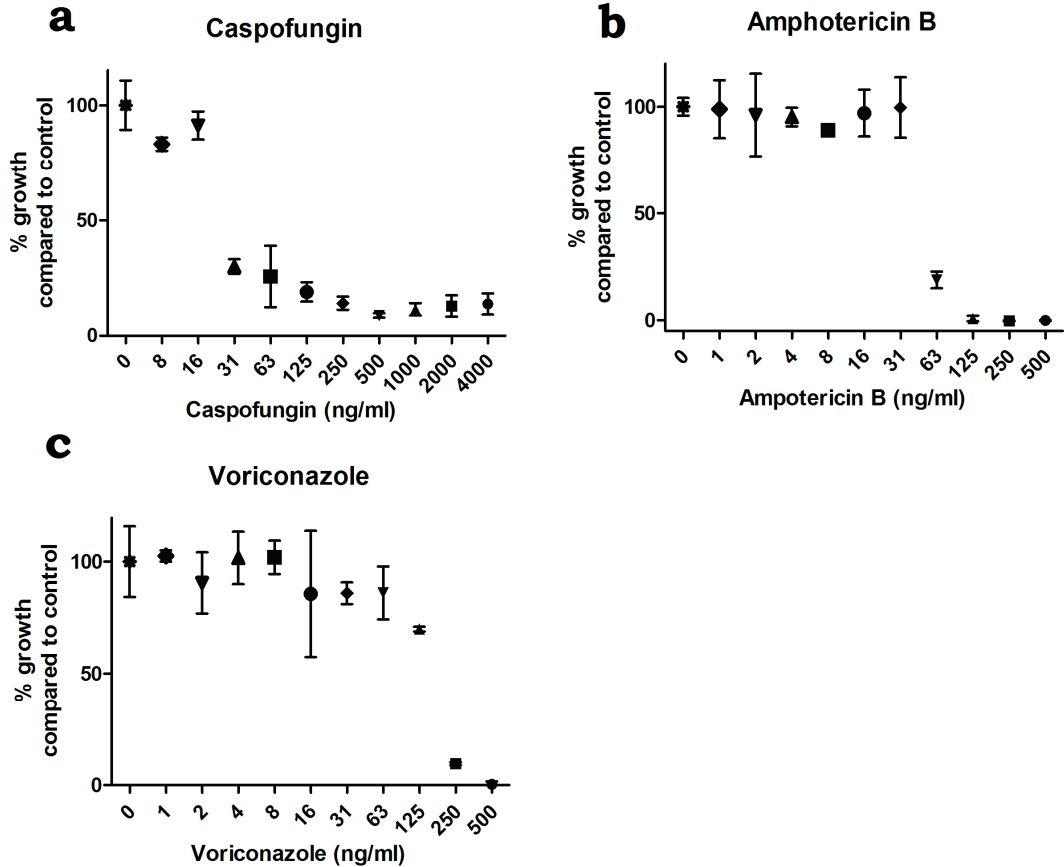 a
Caspofungin
% growth
compared to control
100
50
0
0 8 16 31 63 125 250 500 1000 2000 4000
Caspofungin (ng/ml)
b
Amphotericin B
% growth
compared to control
100
50
0
0 1 2 4 8 16 31 63 125 250 500
Ampotericin B (ng/ml)
c
Voriconazole
% growth
compared to control
100
50
0
0 1 2 4 8 16 31 63 125 250 500
Voriconazole (ng/ml)